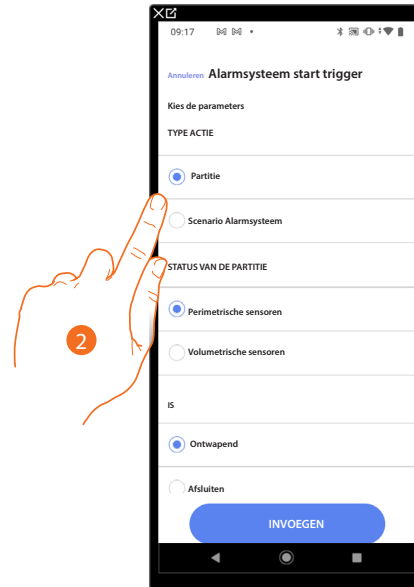 09:17
Annuleren Alarmsysteem start trigger
Kies de parameters
TYPE ACTIE
Partitie
Scenario Alarmsysteem
STATUS VAN DE PARTITIE
Perimetrische sensoren
2
Volumetrische sensoren
IS
Ontwapend
Afsluiten
INVOEGEN